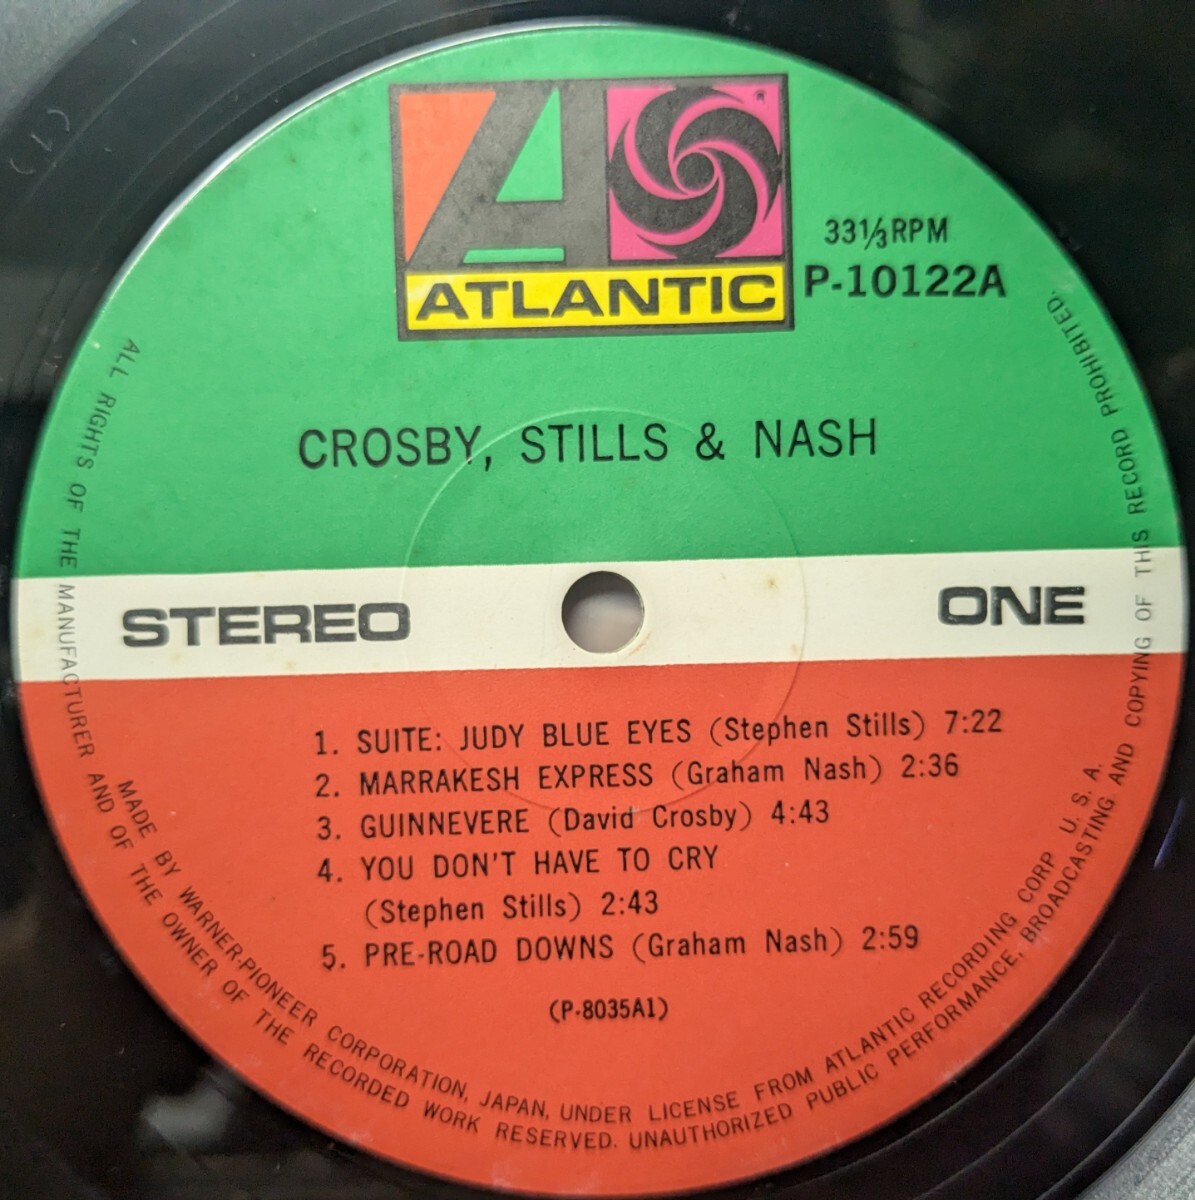 A ®
ATLANTIC
33⅓RPM
P-10122A
CROSBY, STILLS & NASH
STEREO
ONE
1. SUITE: JUDY BLUE EYES (Stephen Stills) 7:22
2. MARRAKESH EXPRESS (Graham Nash) 2:36
3. GUINNEVERE (David Crosby) 4:43
4. YOU DON'T HAVE TO CRY
(Stephen Stills) 2:43
5. PRE-ROAD DOWNS (Graham Nash) 2:59
(P-8035A1)
MADE BY WARNER-PIONEER CORPORATION, JAPAN, UNDER LICENSE FROM ATLANTIC RECORDING CORP. U. S. A.
ALL RIGHTS OF THE MANUFACTURER AND OF THE OWNER OF THE RECORDED WORK RESERVED. UNAUTHORIZED PUBLIC PERFORMANCE, BROADCASTING AND COPYING OF THIS RECORD PROHIBITED.